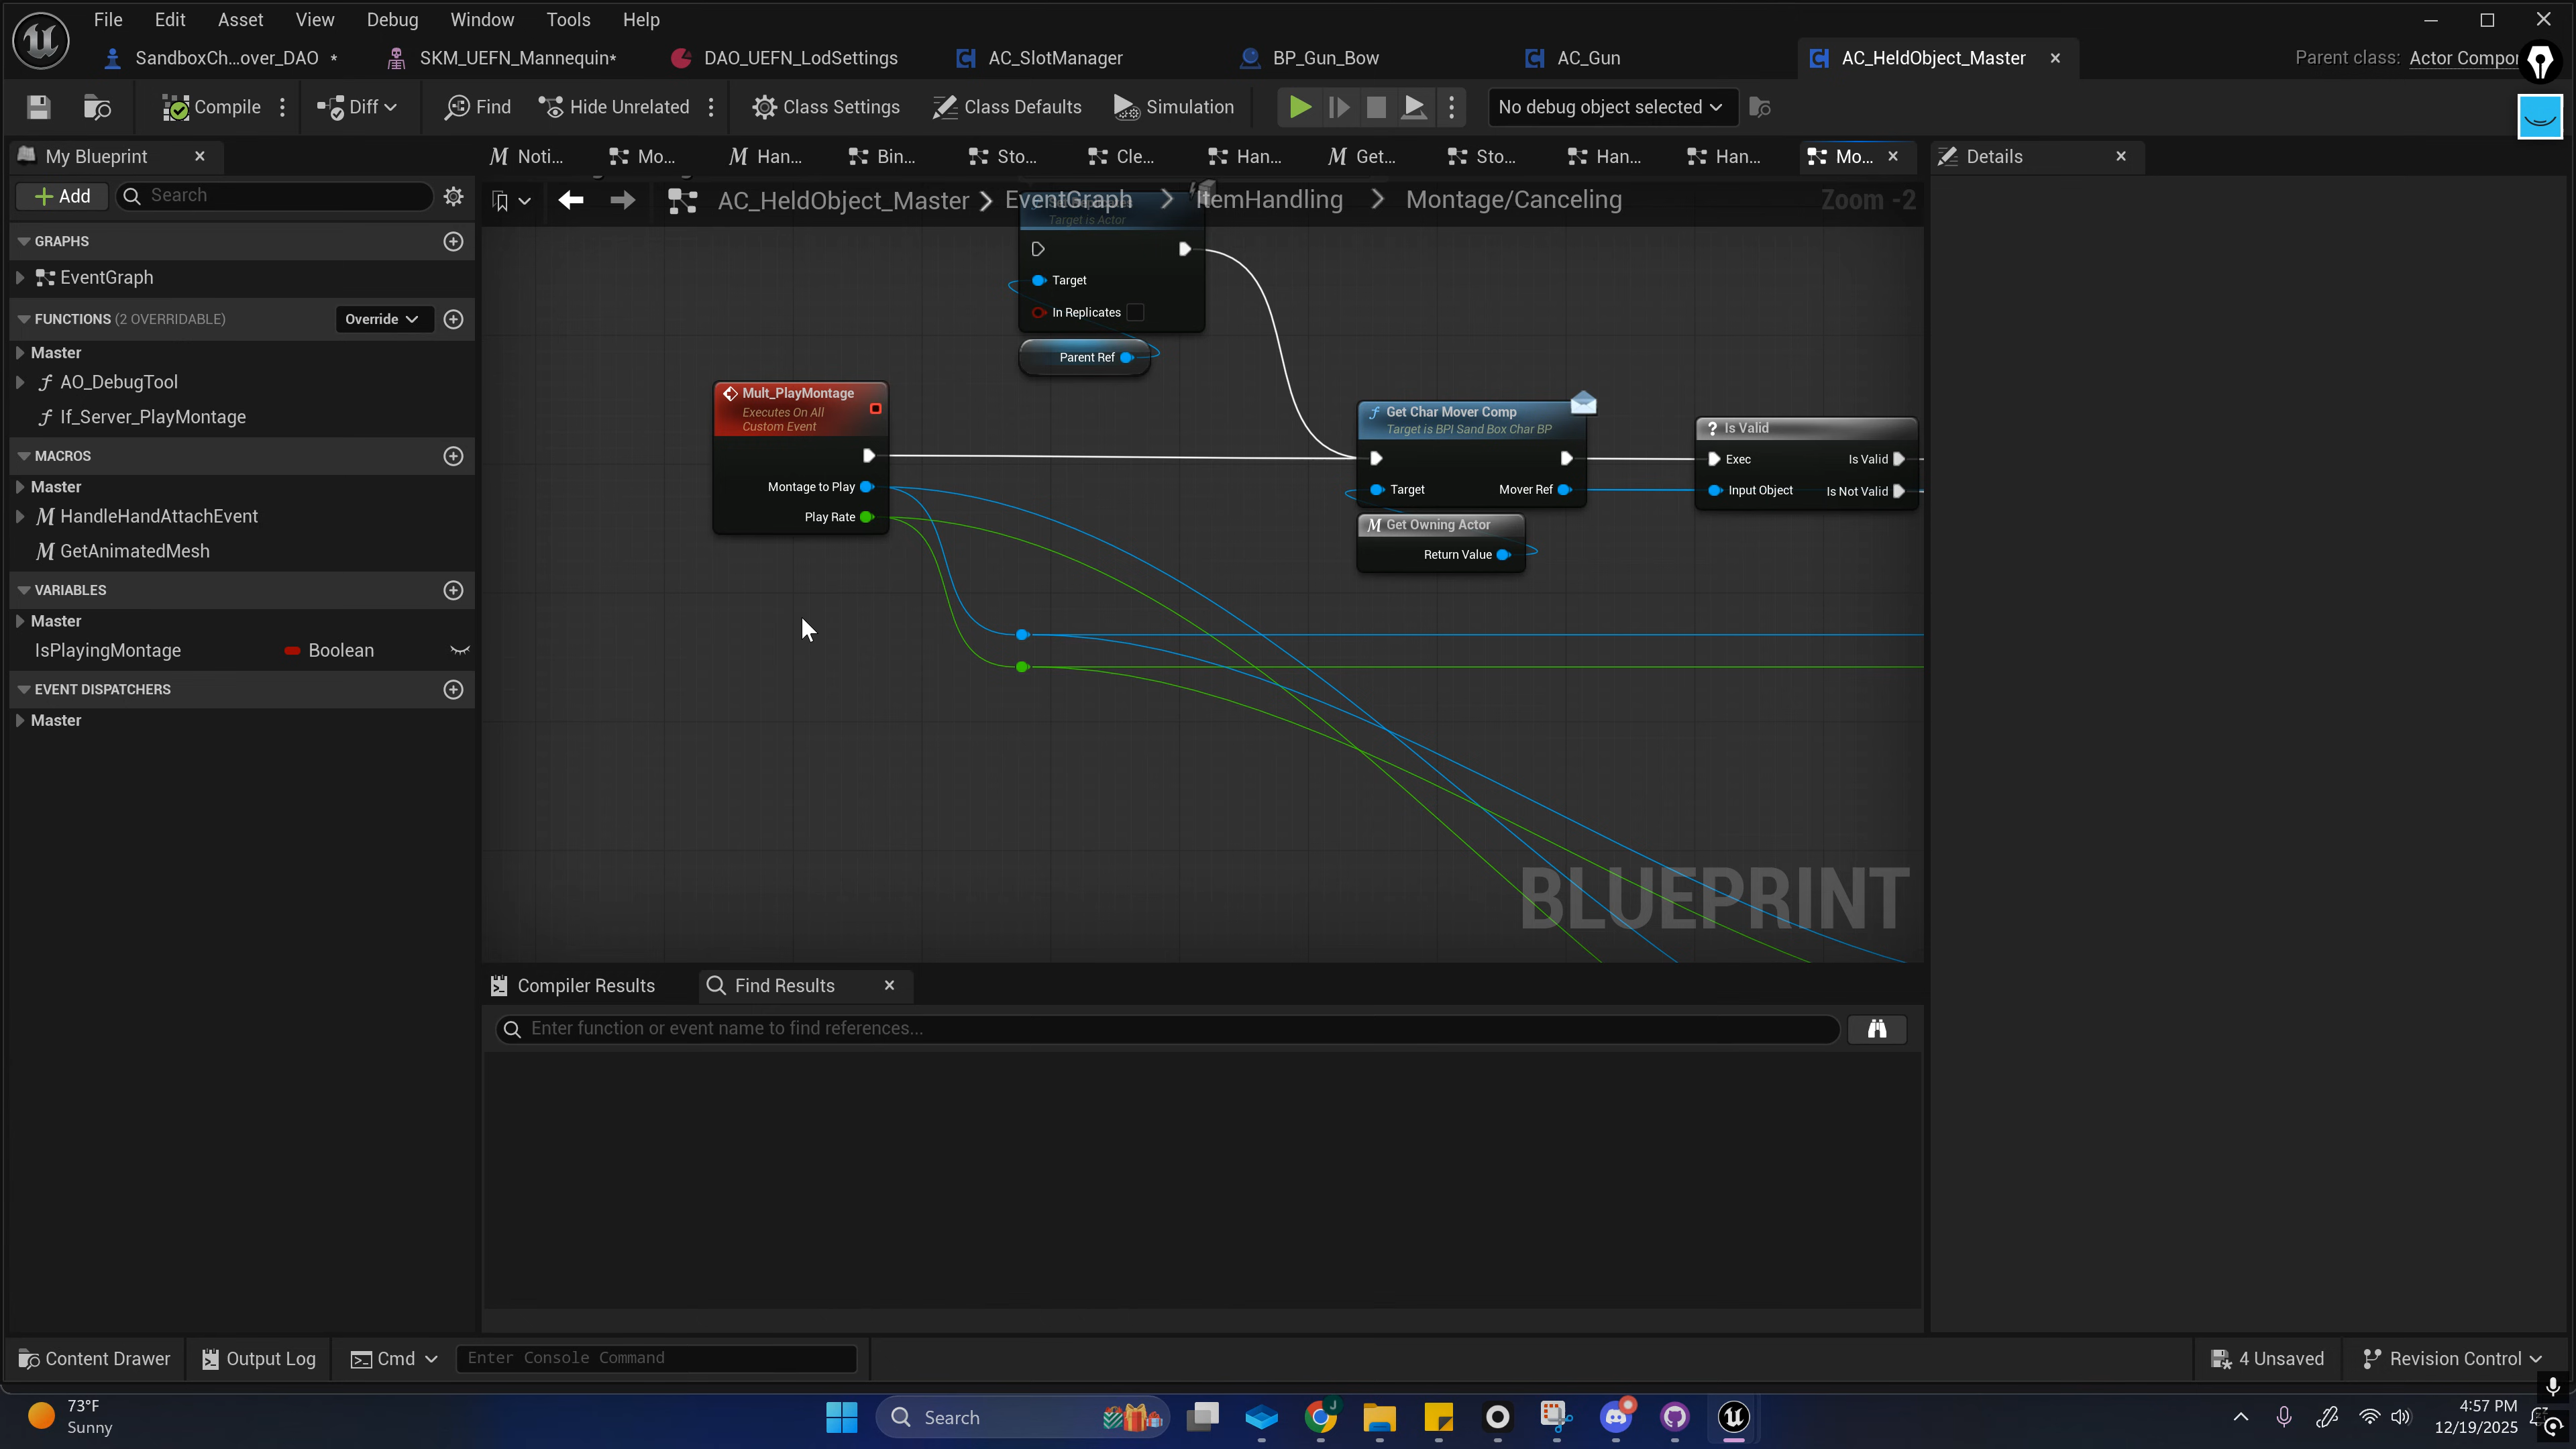 File Edit Asset View Debug Window Tools Help
SandboxCh...over_DAO * SKM_UEFN_Mannequin* DAO_UEFN_LodSettings AC_SlotManager BP_Gun_Bow AC_Gun AC_HeldObject_Master Parent class: Actor Compor
Compile Diff Find Hide Unrelated Class Settings Class Defaults Simulation No debug object selected
My Blueprint Noti... Mo... Han... Bin... Sto... Cle... Han... Get... Sto... Han... Han... Mo... Details
Add Search
AC_HeldObject_Master > EventGraph > ItemHandling > Montage/Canceling Zoom -2
Target is Actor
GRAPHS
EventGraph
FUNCTIONS (2 OVERRIDABLE) Override
Master
AO_DebugTool
If_Server_PlayMontage
MACROS
Master
HandleHandAttachEvent
GetAnimatedMesh
VARIABLES
Master
IsPlayingMontage Boolean
EVENT DISPATCHERS
Master
Target
In Replicates
Parent Ref
Mult_PlayMontage
Executes On All
Custom Event
Montage to Play
Play Rate
Get Char Mover Comp
Target is BPI Sand Box Char BP
Target Mover Ref
Get Owning Actor
Return Value
Is Valid
Exec Is Valid
Input Object Is Not Valid
BLUEPRINT
Compiler Results Find Results
Enter function or event name to find references...
Content Drawer Output Log Cmd Enter Console Command 4 Unsaved Revision Control
73°F
Sunny
Search
J
4:57 PM
12/19/2025